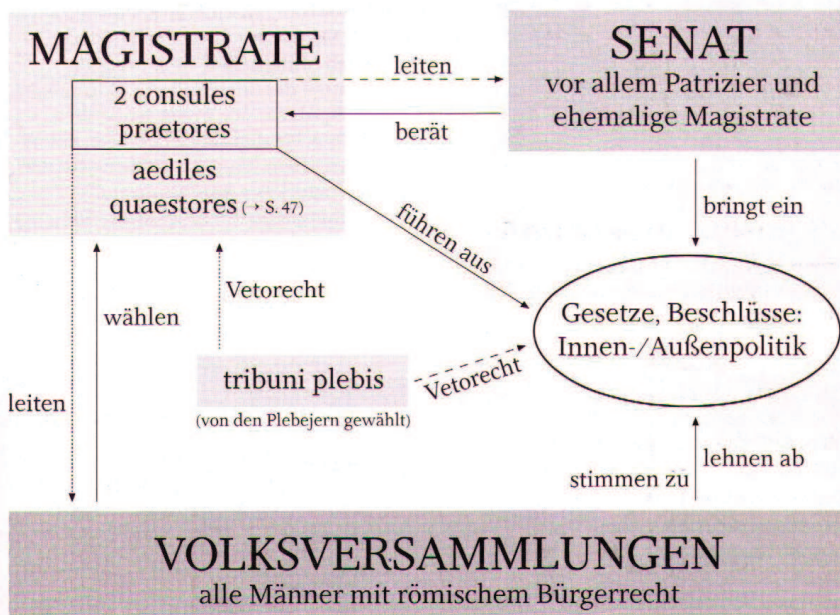 MAGISTRATE
2 consules
praetores
aediles
quaestores (→ S. 47)
leiten
berät
SENAT
vor allem Patrizier und
ehemalige Magistrate
führen aus
bringt ein
Vetorecht
wählen
Gesetze, Beschlüsse:
Innen-/Außenpolitik
tribuni plebis
(von den Plebejern gewählt)
Vetorecht
leiten
stimmen zu
lehnen ab
VOLKSVERSAMMLUNGEN
alle Männer mit römischem Bürgerrecht